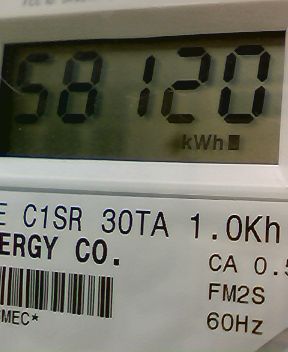 58120
kWh
E C1SR 30TA 1.0Kh
ERGY CO.
CA 0.5
FM2S
MEC*
60Hz